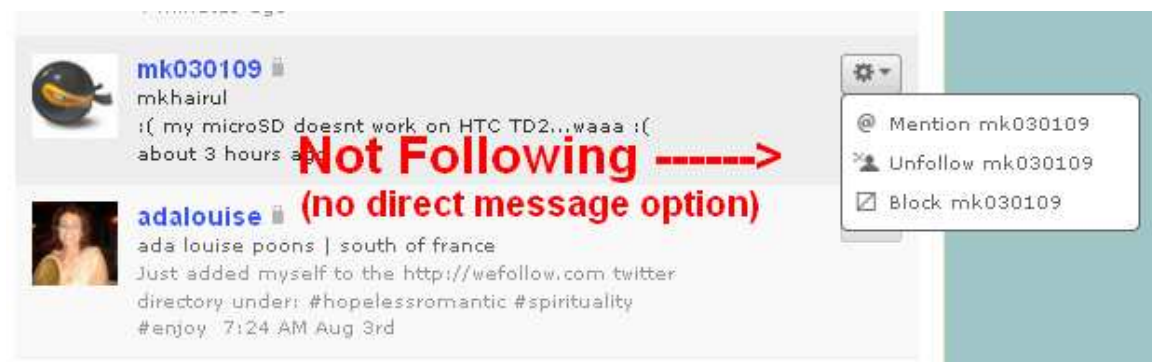 mk030109
mkhairul
:( my microSD doesnt work on HTC TD2...waaa :(
about 3 hours
Not Following ------>
(no direct message option)
@ Mention mk030109
Unfollow mk030109
Block mk030109
adalouise
ada louise poons | south of france
Just added myself to the http://wefollow.com twitter
directory under: #hopelessromantic #spirituality
#enjoy 7:24 AM Aug 3rd